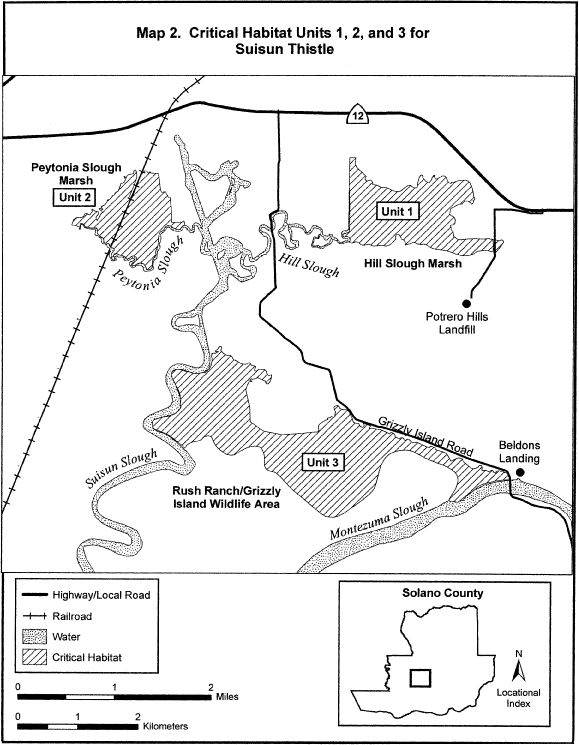 Map 2. Critical Habitat Units 1, 2, and 3 for
Suisun Thistle
12
Peytonia Slough
Marsh
Unit 2
Unit 1
Peytonia Slough
Hill Slough
Hill Slough Marsh
Potrero Hills
Landfill
Grizzly Island Road
Beldons
Landing
Suisun Slough
Unit 3
Rush Ranch/Grizzly
Island Wildlife Area
Montezuma Slough
Highway/Local Road
Railroad
Water
Critical Habitat
0 1 2
Miles
0 1 2
Kilometers
Solano County
N
Locational
Index